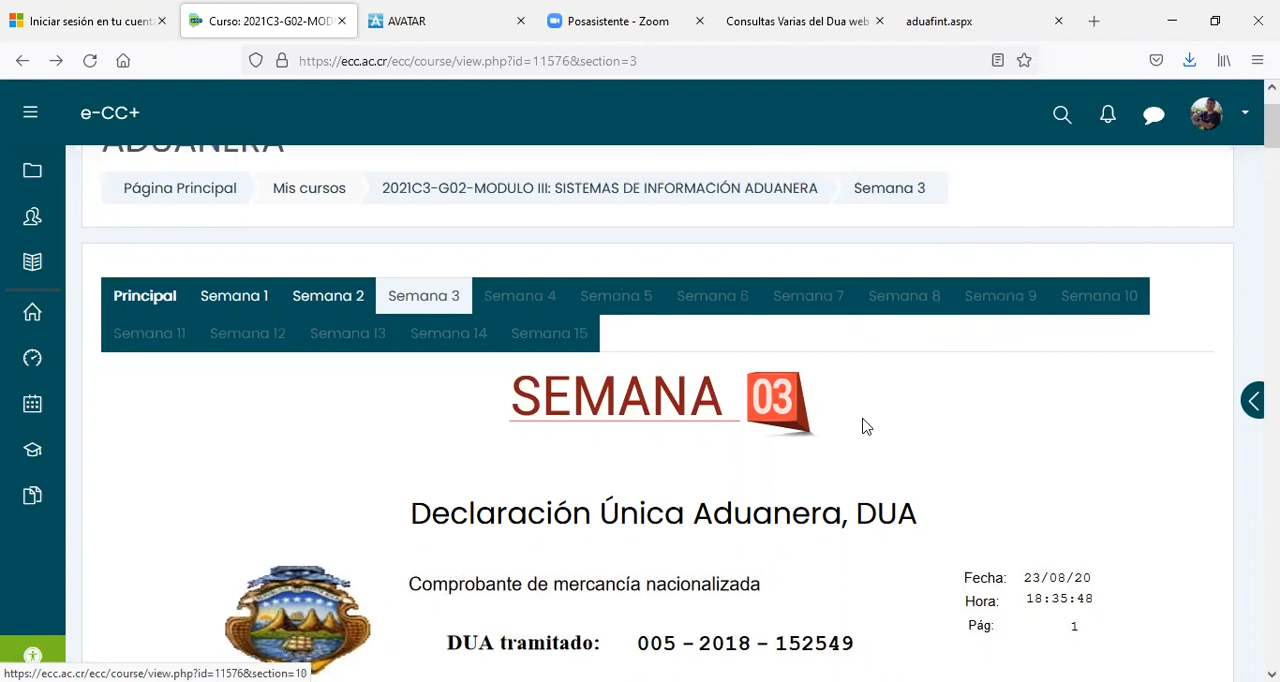 Iniciar sesión en tu cuent
Curso: 2021C3-G02-MOD
AVATAR
Posasistente - Zoom
Consultas Varias del Dua web
aduafint.aspx
https://ecc.ac.cr/ecc/course/view.php?id=11576&section=3
e-CC+
ADUANERA
Página Principal
Mis cursos
2021C3-G02-MODULO III: SISTEMAS DE INFORMACIÓN ADUANERA
Semana 3
Principal Semana 1 Semana 2 Semana 3 Semana 4 Semana 5 Semana 6 Semana 7 Semana 8 Semana 9 Semana 10
Semana 11 Semana 12 Semana 13 Semana 14 Semana 15
SEMANA 03
Declaración Única Aduanera, DUA
Comprobante de mercancía nacionalizada
Fecha: 23/08/20
Hora: 18:35:48
Pág: 1
DUA tramitado: 005 – 2018 – 152549
https://ecc.ac.cr/ecc/course/view.php?id=11576&section=10